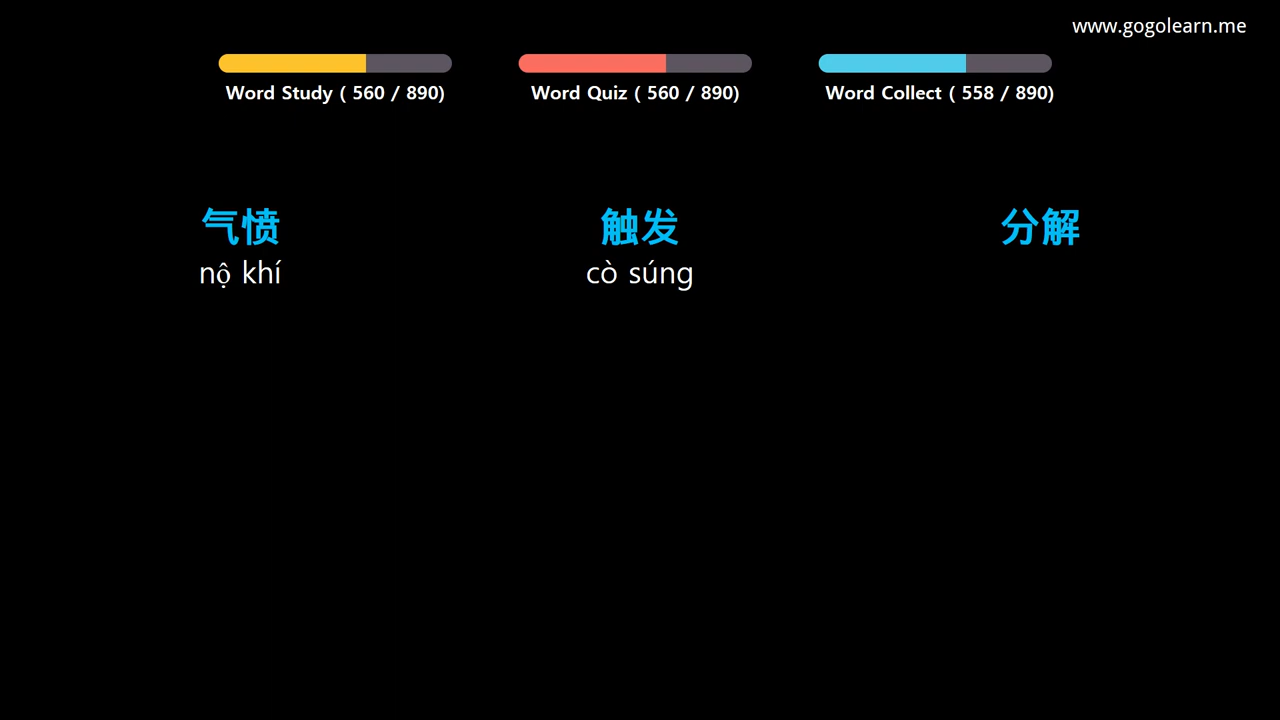 www.gogolearn.me
Word Study ( 560 / 890)
Word Quiz ( 560 / 890)
Word Collect ( 558 / 890)
气愤
触发
分解
nộ khí
cò súng